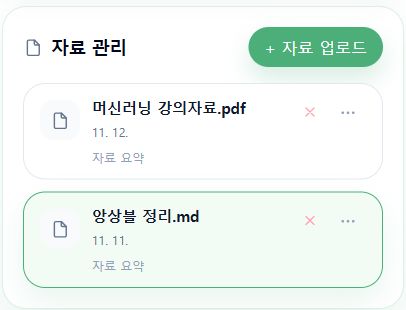 자료 관리
+ 자료 업로드
머신러닝 강의자료.pdf
11. 12.
자료 요약
앙상블 정리.md
11. 11.
자료 요약